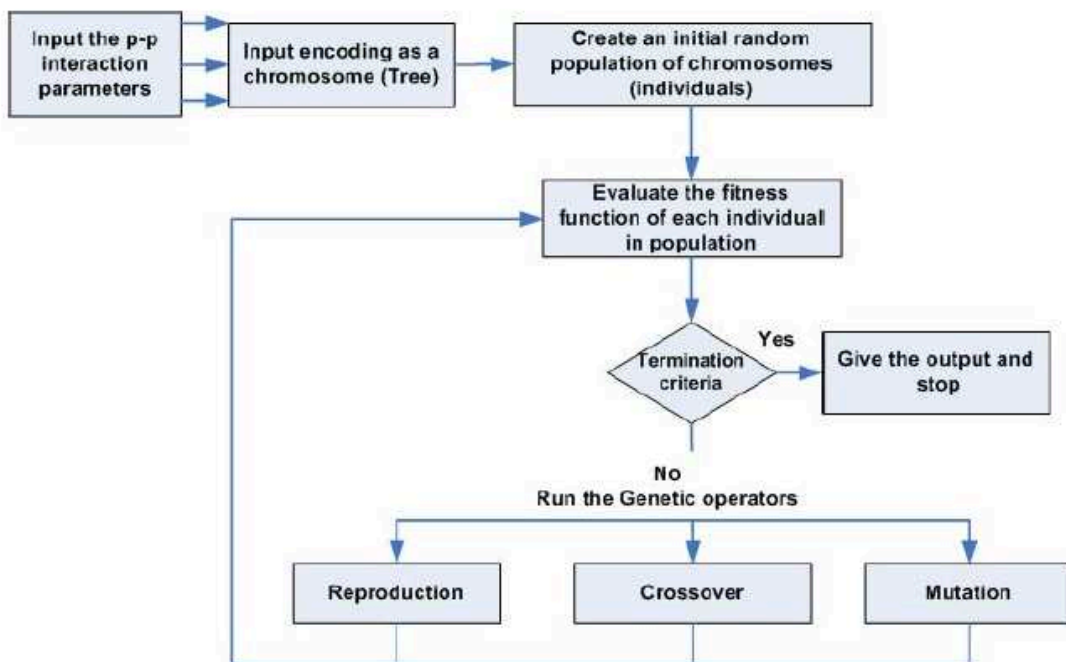 Input the p-p
interaction
parameters
Input encoding as a
chromosome (Tree)
Create an initial random
population of chromosomes
(individuals)
Evaluate the fitness
function of each individual
in population
Termination
criteria
Yes
Give the output and
stop
No
Run the Genetic operators
Reproduction
Crossover
Mutation